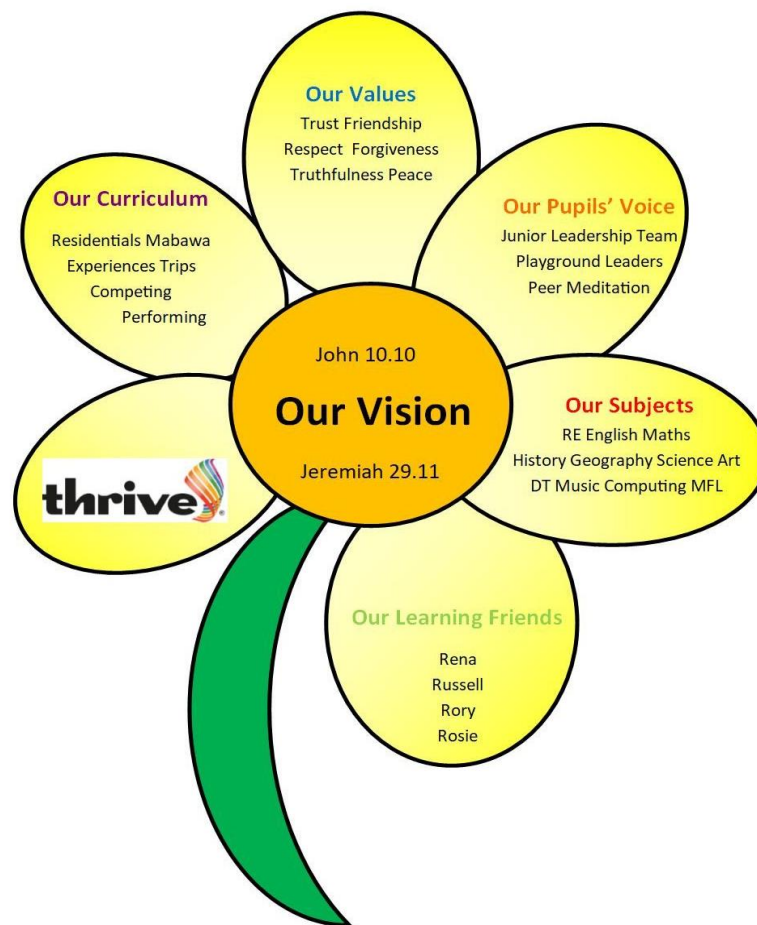 Our Values
Trust Friendship
Respect Forgiveness
Truthfulness Peace
Our Pupils' Voice
Junior Leadership Team
Playground Leaders
Peer Meditation
Our Subjects
RE English Maths
History Geography Science Art
DT Music Computing MFL
Our Learning Friends
Rena
Russell
Rory
Rosie
thrive®
Our Curriculum
Residentials Mabawa
Experiences Trips
Competing
Performing
John 10.10
Our Vision
Jeremiah 29.11